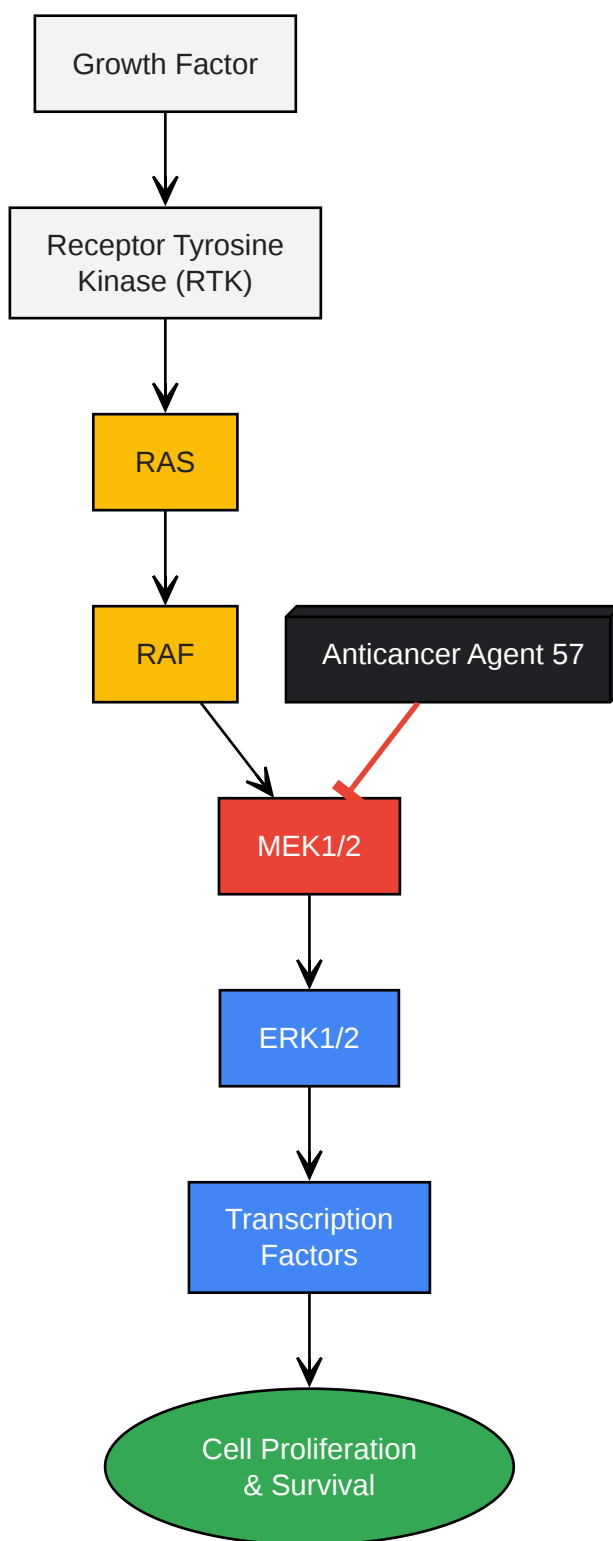 Growth Factor
Receptor Tyrosine
Kinase (RTK)
RAS
RAF
Anticancer Agent 57
MEK1/2
ERK1/2
Transcription
Factors
Cell Proliferation
& Survival